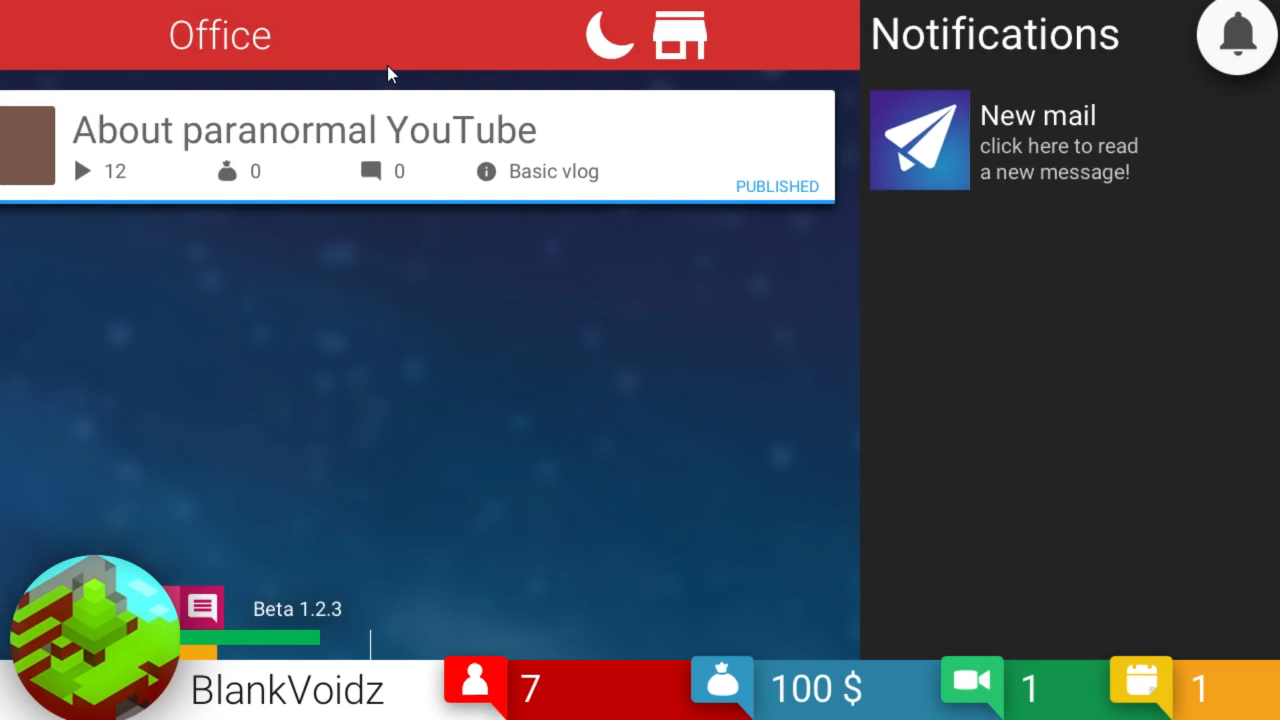 Office
Notifications
About paranormal YouTube
12
0
0
Basic vlog
PUBLISHED
New mail
click here to read
a new message!
Beta 1.2.3
BlankVoidz
7
100 $
1
1